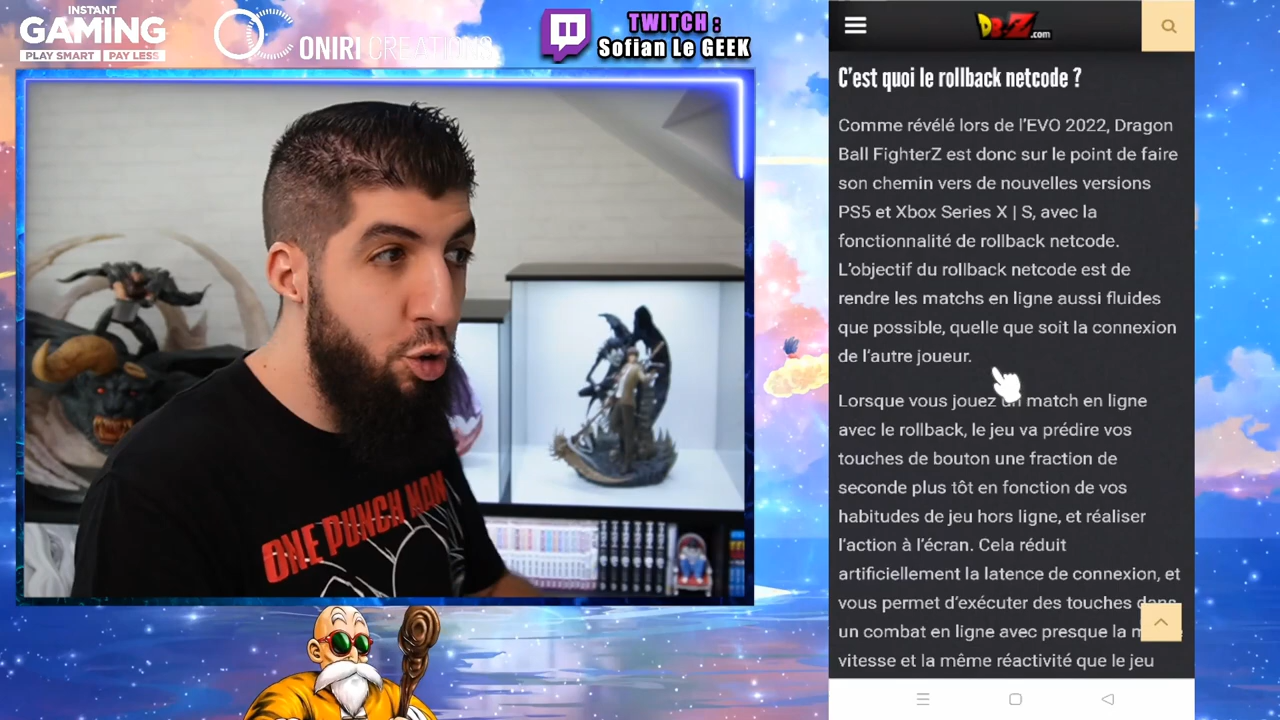 INSTANT
GAMING
PLAY SMART | PAY LESS
ONIRI CREATIONS
TWITCH :
Sofian Le GEEK
ONE PUNCH MAN
DB-Z.com
C'est quoi le rollback netcode ?
Comme révélé lors de l'EVO 2022, Dragon
Ball FighterZ est donc sur le point de faire
son chemin vers de nouvelles versions
PS5 et Xbox Series X | S, avec la
fonctionnalité de rollback netcode.
L'objectif du rollback netcode est de
rendre les matchs en ligne aussi fluides
que possible, quelle que soit la connexion
de l'autre joueur.
Lorsque vous jouez un match en ligne
avec le rollback, le jeu va prédire vos
touches de bouton une fraction de
seconde plus tôt en fonction de vos
habitudes de jeu hors ligne, et réaliser
l'action à l'écran. Cela réduit
artificiellement la latence de connexion, et
vous permet d'exécuter des touches dans
un combat en ligne avec presque la
vitesse et la même réactivité que le jeu